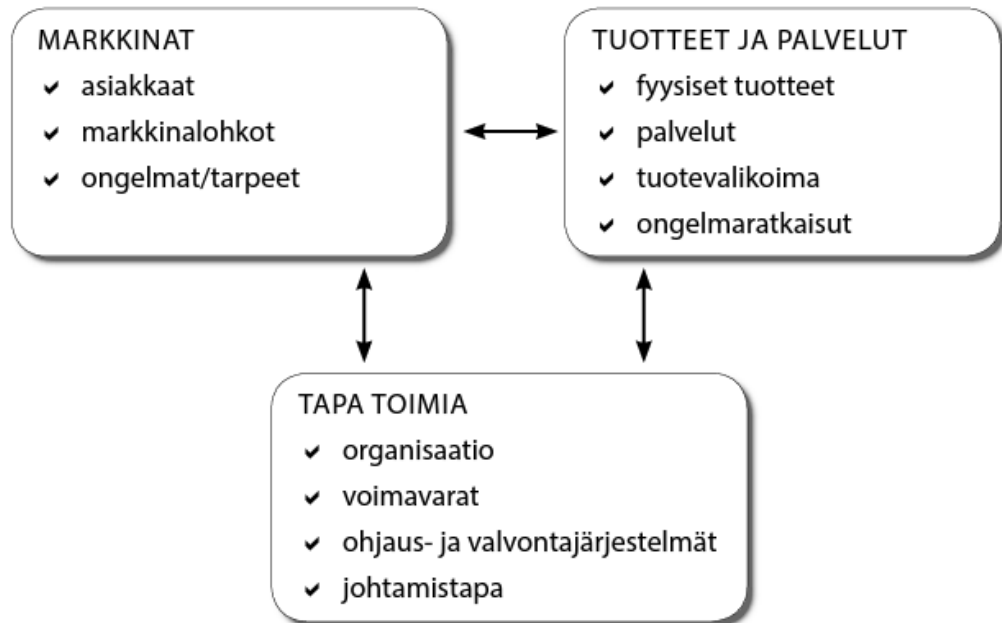 MARKKINAT
asiakkaat
markkinalohkot
ongelmat/tarpeet
TUOTTEET JA PALVELUT
fyysiset tuotteet
palvelut
tuotevalikoima
ongelmaratkaisut
TAPA TOIMIA
organisaatio
voimavarat
ohjaus- ja valvontajärjestelmät
johtamistapa